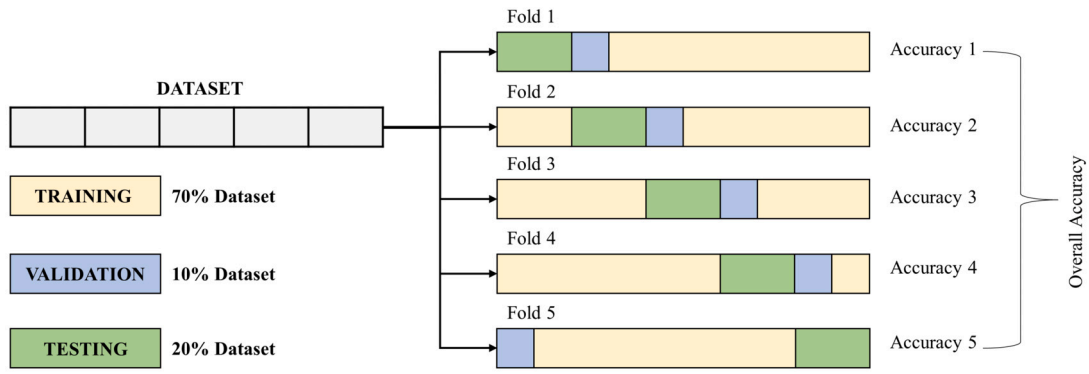 Fold 1
Accuracy 1
DATASET
Fold 2
Accuracy 2
Fold 3
TRAINING 70% Dataset
Accuracy 3
Fold 4
VALIDATION 10% Dataset
Accuracy 4
Fold 5
TESTING 20% Dataset
Accuracy 5
Overall Accuracy